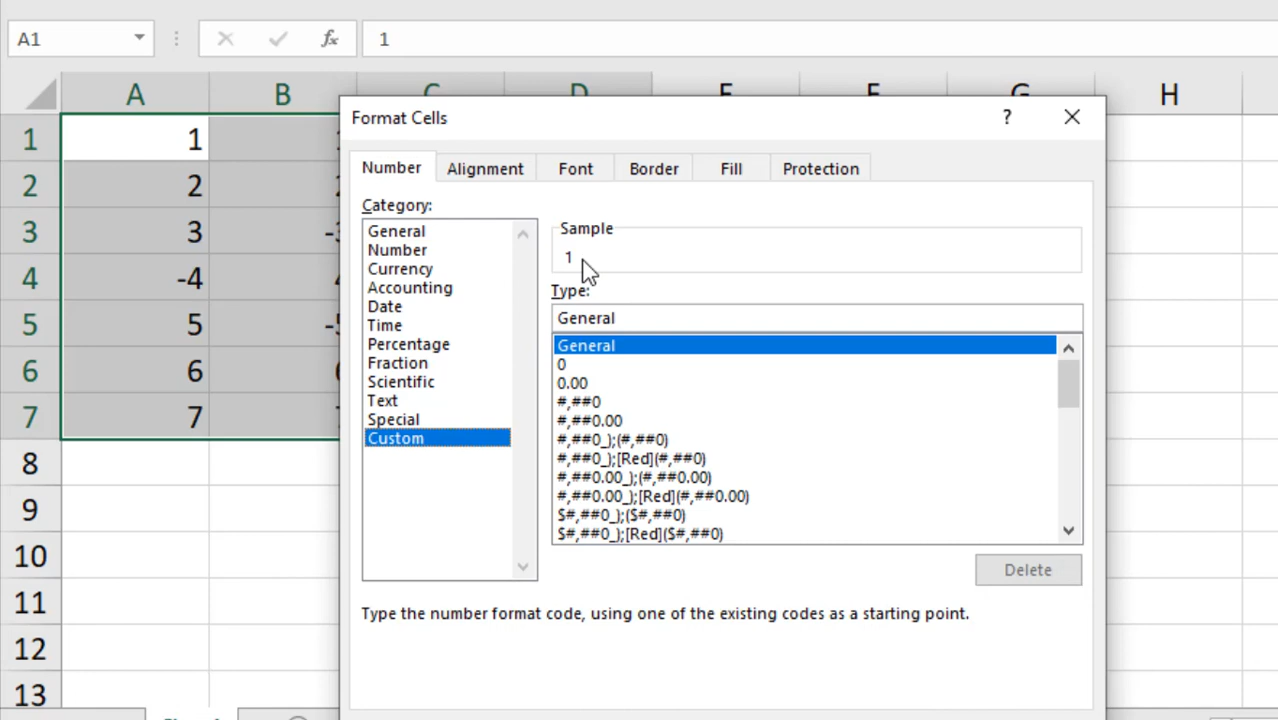 A1
fx
1
A B C D E F G H
1 1
2 2
3 3
4 -4
5 5
6 6
7 7
8
9
10
11
12
13
Format Cells ?
Number Alignment Font Border Fill Protection
Category:
General
Number
Currency
Accounting
Date
Time
Percentage
Fraction
Scientific
Text
Special
Custom
Sample
1
Type:
General
General
0
0.00
#,##0
#,##0.00
#,##0_);(#,##0)
#,##0_);[Red](#,##0)
#,##0.00_);(#,##0.00)
#,##0.00_);[Red](#,##0.00)
$#,##0_);($#,##0)
$#,##0_);[Red]($#,##0)
Delete
Type the number format code, using one of the existing codes as a starting point.